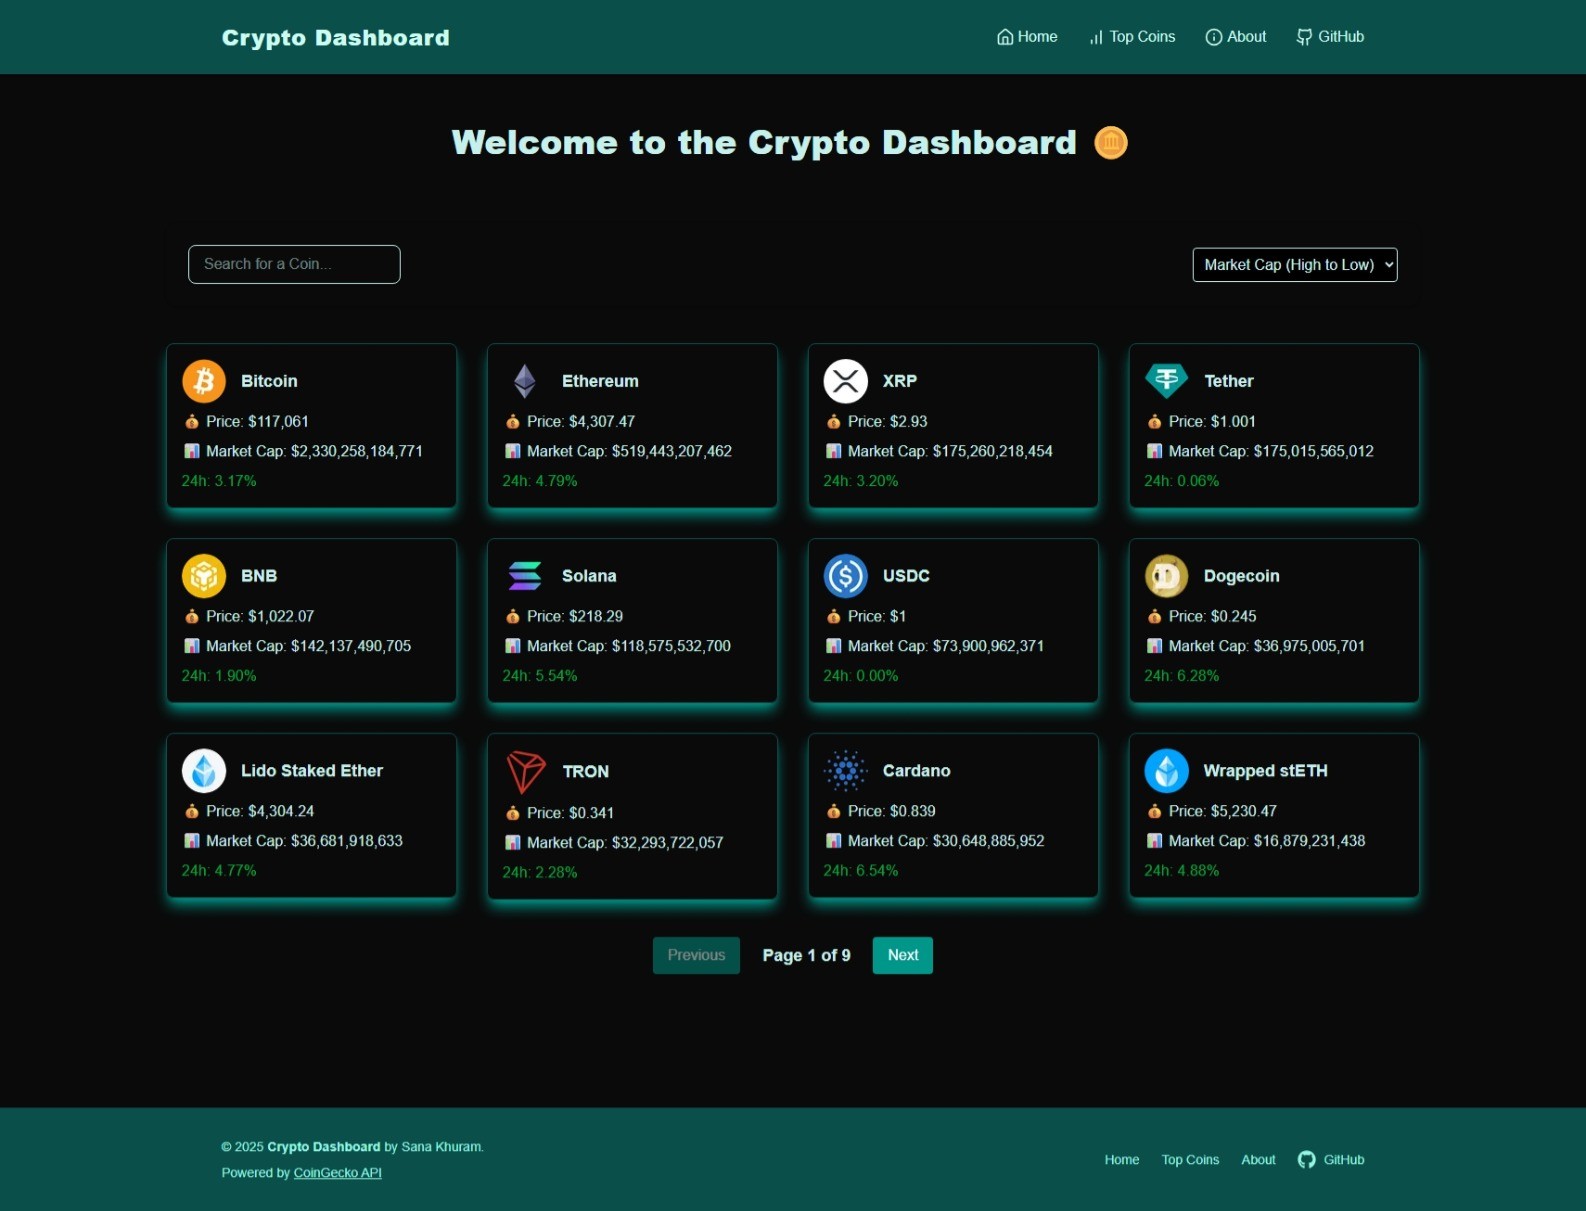 Crypto Dashboard
Home Top Coins About GitHub
Welcome to the Crypto Dashboard
Search for a Coin...
Market Cap (High to Low)
Bitcoin
Price: $117,061
Market Cap: $2,330,258,184,771
24h: 3.17%
Ethereum
Price: $4,307.47
Market Cap: $519,443,207,462
24h: 4.79%
XRP
Price: $2.93
Market Cap: $175,260,218,454
24h: 3.20%
Tether
Price: $1.001
Market Cap: $175,015,565,012
24h: 0.06%
BNB
Price: $1,022.07
Market Cap: $142,137,490,705
24h: 1.90%
Solana
Price: $218.29
Market Cap: $118,575,532,700
24h: 5.54%
USDC
Price: $1
Market Cap: $73,900,962,371
24h: 0.00%
Dogecoin
Price: $0.245
Market Cap: $36,975,005,701
24h: 6.28%
Lido Staked Ether
Price: $4,304.24
Market Cap: $36,681,918,633
24h: 4.77%
TRON
Price: $0.341
Market Cap: $32,293,722,057
24h: 2.28%
Cardano
Price: $0.839
Market Cap: $30,648,885,952
24h: 6.54%
Wrapped stETH
Price: $5,230.47
Market Cap: $16,879,231,438
24h: 4.88%
Previous Page 1 of 9 Next
© 2025 Crypto Dashboard by Sana Khuram.
Powered by CoinGecko API
Home Top Coins About GitHub